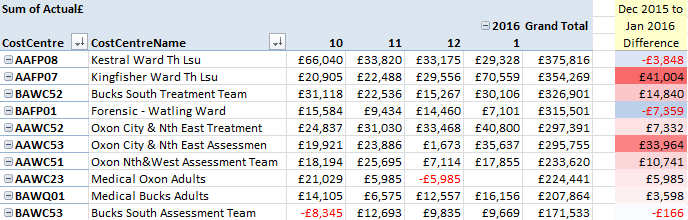 Sum of Actual£ Dec 2015 to
2016 Grand Total Jan 2016
CostCentre CostCentreName 10 11 12 1 Difference
AAFP08 Kestral Ward Th Lsu £66,040 £33,820 £33,175 £29,328 £375,816 -£3,848
AAFP07 Kingfisher Ward Th Lsu £20,905 £22,488 £29,556 £70,559 £354,269 £41,004
BAWC52 Bucks South Treatment Team £31,118 £22,536 £15,267 £30,106 £326,901 £14,840
BAFP01 Forensic - Watling Ward £15,584 £9,434 £14,460 £7,101 £315,501 -£7,359
AAWC52 Oxon City & Nth East Treatment £24,837 £31,030 £33,468 £40,800 £297,391 £7,332
AAWC53 Oxon City & Nth East Assessmen £19,921 £23,886 £1,673 £35,637 £295,755 £33,964
AAWC51 Oxon Nth&West Assessment Team £18,194 £25,695 £7,114 £17,855 £233,620 £10,741
AAWC23 Medical Oxon Adults £21,029 £5,985 -£5,985 £224,441 £5,985
BAWQ01 Medical Bucks Adults £14,105 £6,575 £12,557 £16,156 £207,864 £3,598
BAWC53 Bucks South Assessment Team -£8,345 £12,693 £9,835 £9,669 £171,533 -£166